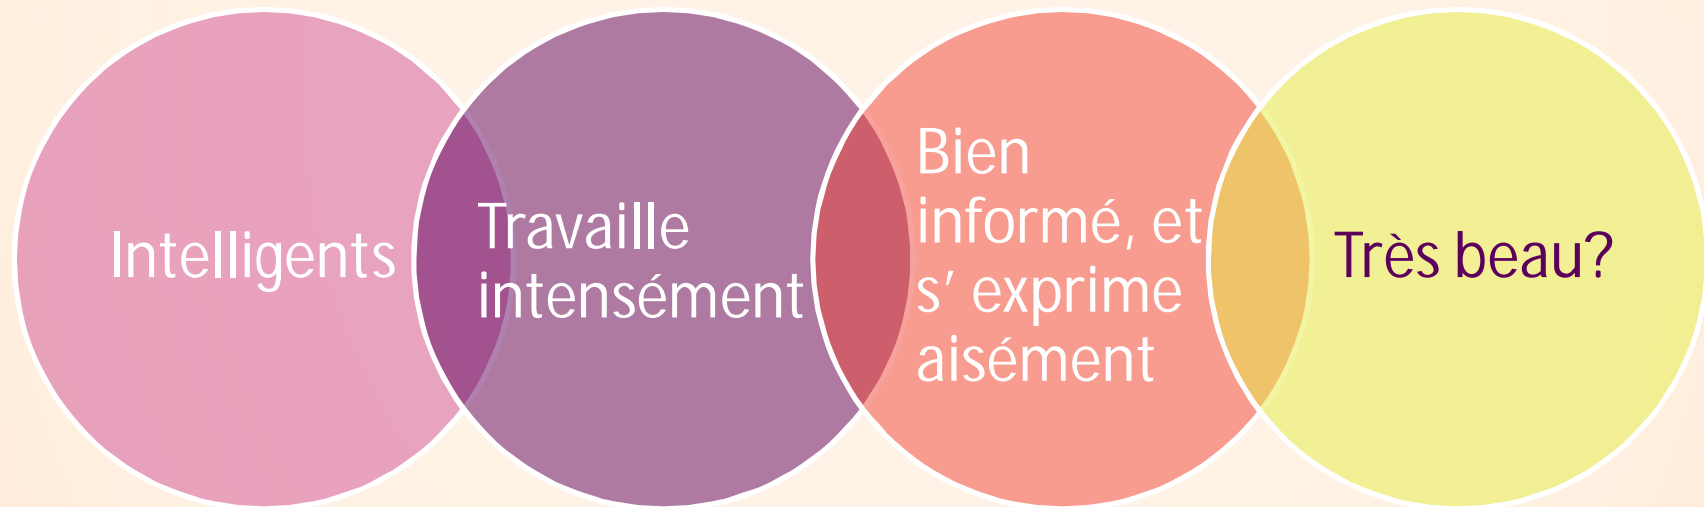 Intelligents
Travaille
intensément
Bien
informé, et
s' exprime
aisément
Très beau?